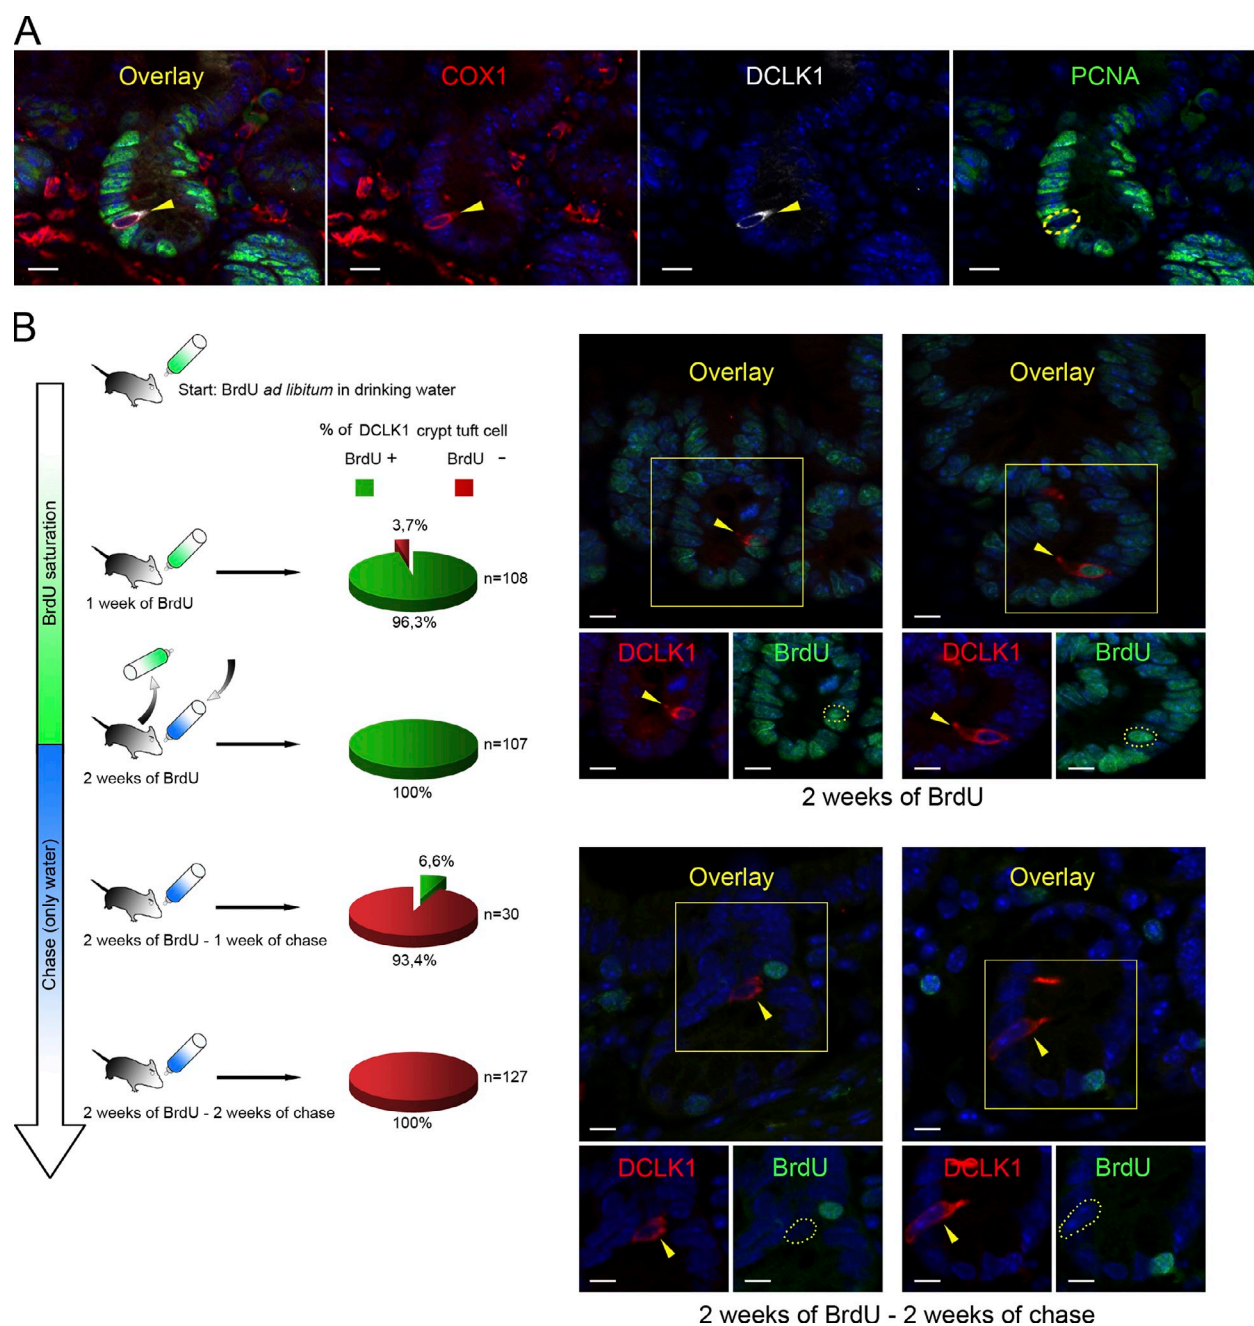 A
Overlay
COX1
DCLK1
PCNA
B
Start: BrdU ad libitum in drinking water
% of DCLK1 crypt tuft cell
BrdU +
BrdU -
BrdU saturation
Chase (only water)
1 week of BrdU
3,7%
n=108
96,3%
2 weeks of BrdU
n=107
100%
2 weeks of BrdU - 1 week of chase
6,6%
n=30
93,4%
2 weeks of BrdU - 2 weeks of chase
n=127
100%
Overlay
Overlay
DCLK1
BrdU
DCLK1
BrdU
2 weeks of BrdU
Overlay
Overlay
DCLK1
BrdU
DCLK1
BrdU
2 weeks of BrdU - 2 weeks of chase